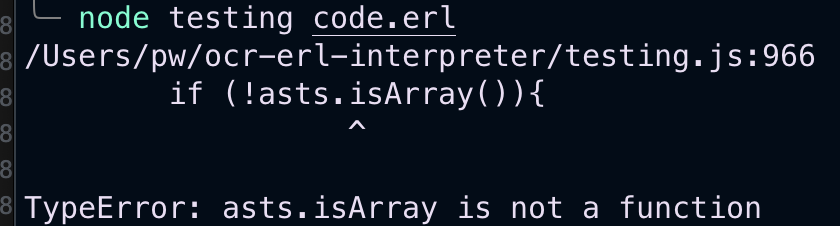 node testing code.erl
/Users/pw/ocr-erl-interpreter/testing.js:966
if (!asts.isArray()){
^
TypeError: asts.isArray is not a function